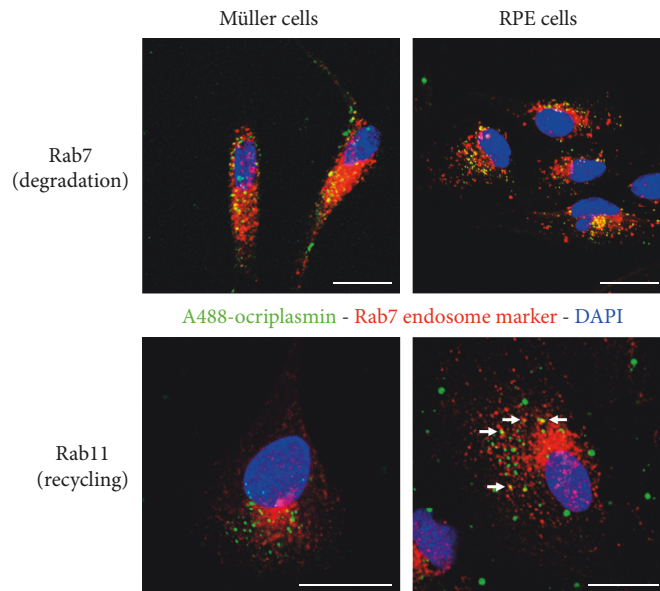 Müller cells
RPE cells
Rab7
(degradation)
A488-ocriplasmin - Rab7 endosome marker - DAPI
Rab11
(recycling)